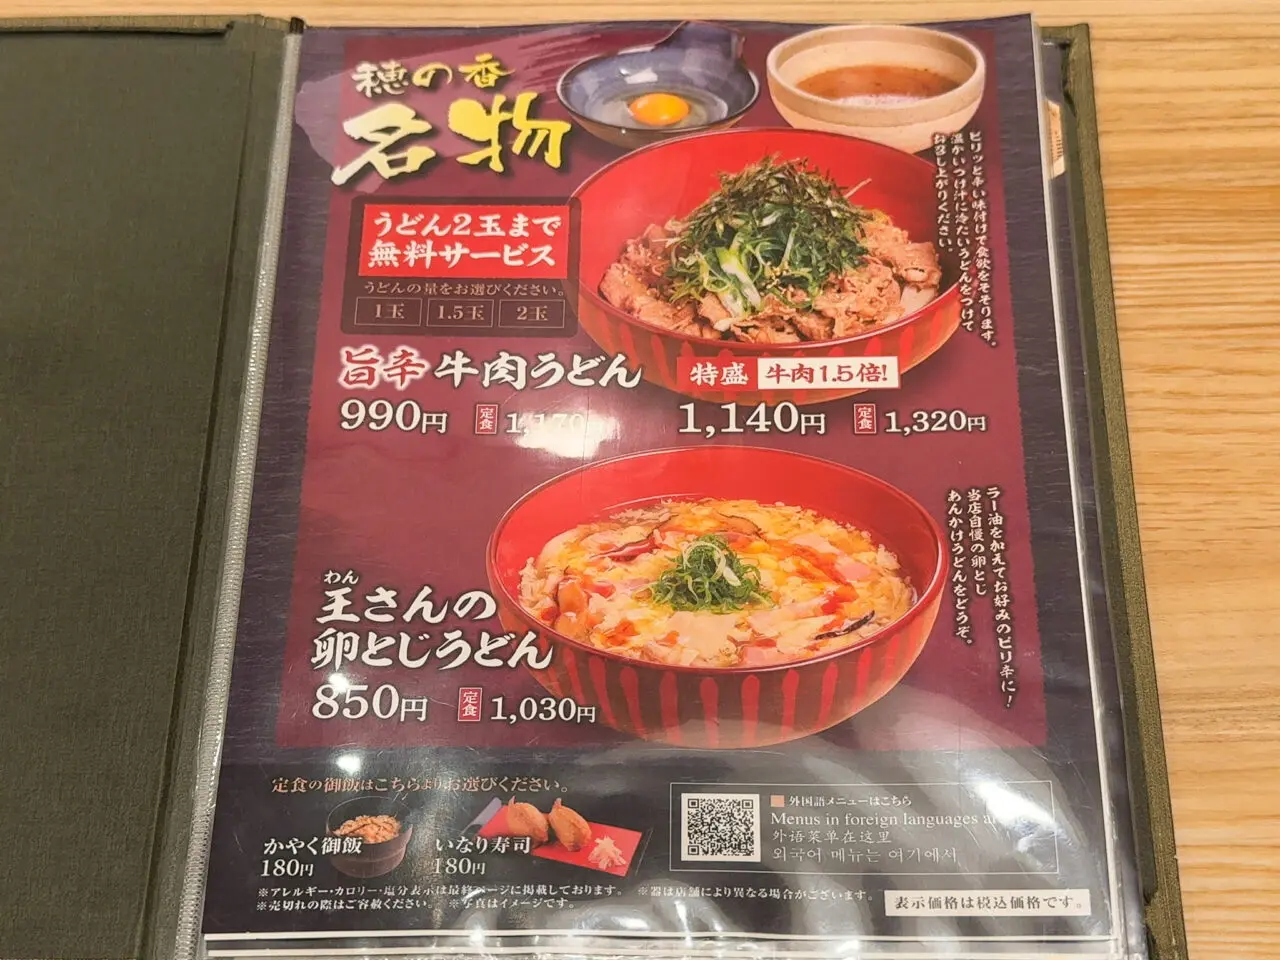 穂の香
名物
うどん2玉まで
無料サービス
うどんの量をお選びください。
1玉 1.5玉 2玉
ピリッと辛い味付けで食欲をそそります。
温かいつけ汁に冷たいうどんをつけて
お召し上がりください。
旨辛 牛肉うどん
990円 定食 1,170
特盛 牛肉1.5倍!
1,140円 定食 1,320円
ラー油を加えてお好みのピリ辛に!
当店自慢の卵とじ
あんかけうどんをどうぞ。
わん
王さんの
卵とじうどん
850円 定食 1,030円
定食の御飯はこちらよりお選びください。
かやく御飯
180円
いなり寿司
180円
外国語メニューはこちら
Menus in foreign languages
外语菜单在这里
외국어 메뉴는 여기에서
※アレルギー・カロリー・塩分表示は最終ページに掲載しております。 ※器は店舗により異なる場合がございます。
※売切れの際はご容赦ください。 ※写真はイメージです。
表示価格は税込価格です。